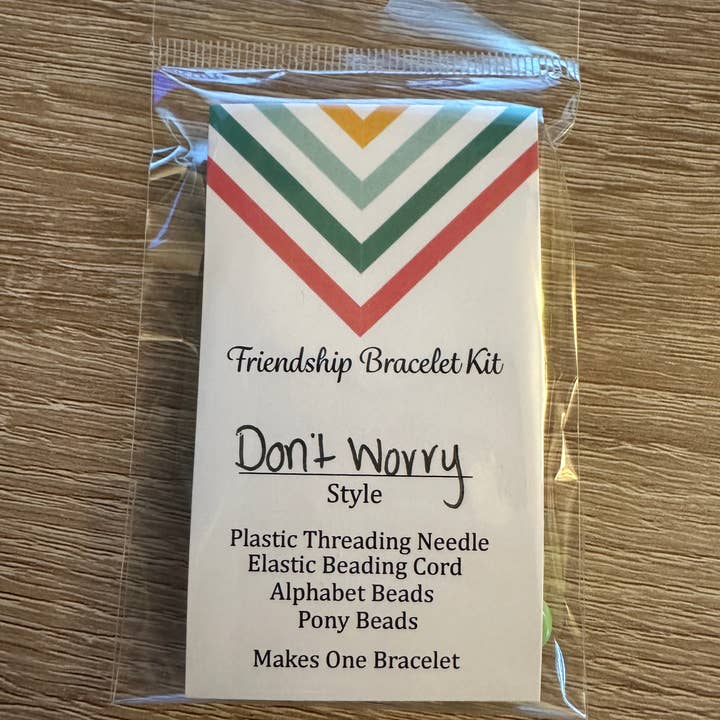 Friendship Bracelet Kit
Don't Worry
Style
Plastic Threading Needle
Elastic Beading Cord
Alphabet Beads
Pony Beads
Makes One Bracelet